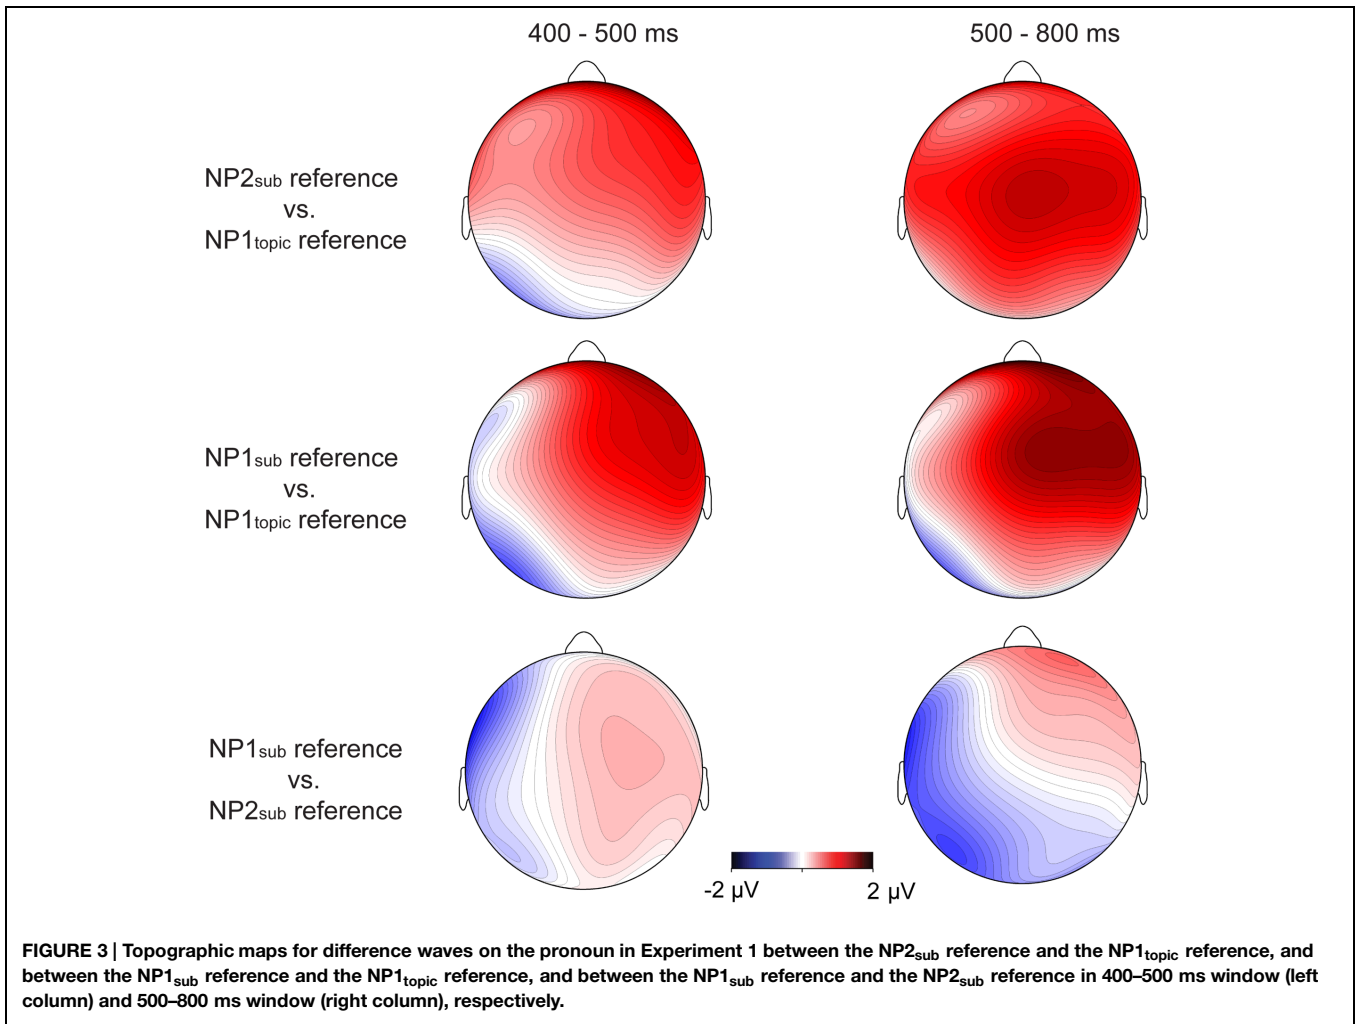 400 - 500 ms
500 - 800 ms
NP2sub reference
vs.
NP1topic reference
NP1sub reference
vs.
NP1topic reference
NP1sub reference
vs.
NP2sub reference
-2 µV
2 µV
FIGURE 3 | Topographic maps for difference waves on the pronoun in Experiment 1 between the NP2sub reference and the NP1topic reference, and
between the NP1sub reference and the NP1topic reference, and between the NP1sub reference and the NP2sub reference in 400–500 ms window (left
column) and 500–800 ms window (right column), respectively.